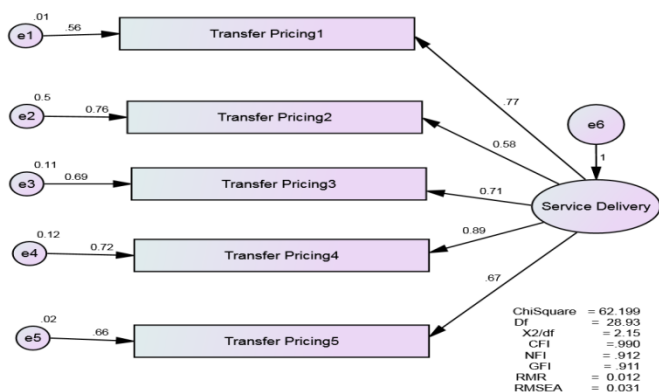 .01
e1
.56
Transfer Pricing1
.77
0.5
e2
0.76
Transfer Pricing2
0.58
e6
1
0.11
e3
0.69
Transfer Pricing3
0.71
Service Delivery
0.12
e4
0.72
Transfer Pricing4
0.89
.02
e5
.66
Transfer Pricing5
.67
ChiSquare = 62.199
Df = 28.93
X2/df = 2.15
CFI =.990
NFI = .912
GFI = .911
RMR = 0.012
RMSEA = 0.031